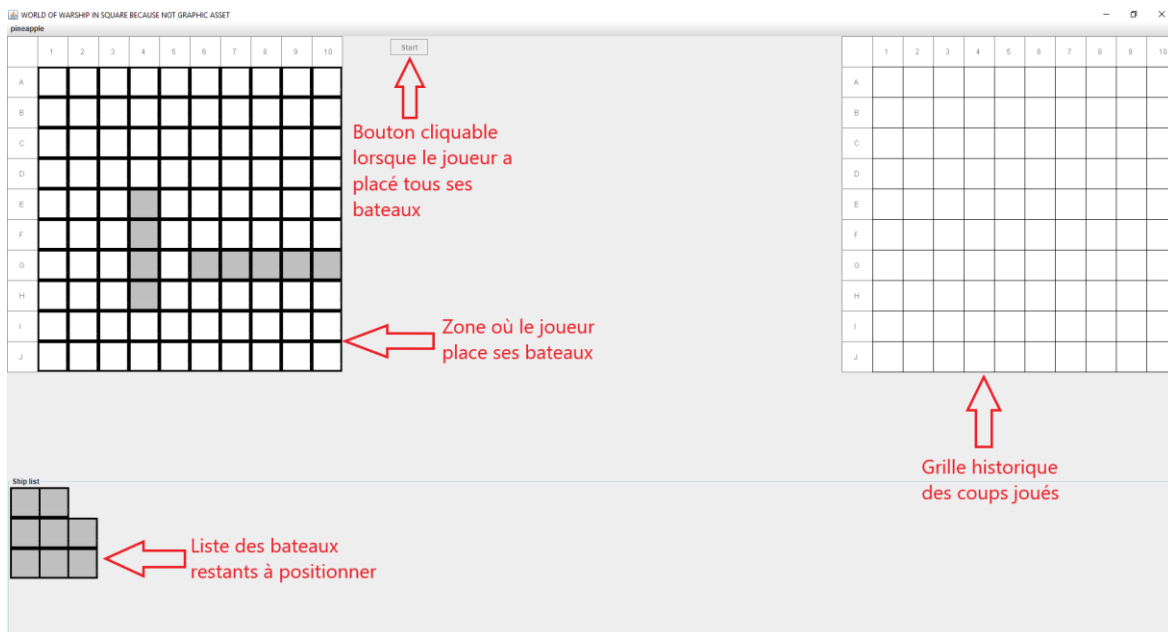 WORLD OF WARSHIP IN SQUARE BECAUSE NOT GRAPHIC ASSET
pineapple
1 2 3 4 5 6 7 8 9 10
A
B
C
D
E
F
G
H
I
J
Start
Bouton cliquable
lorsque le joueur a
placé tous ses
bateaux
Zone où le joueur
place ses bateaux
1 2 3 4 5 6 7 8 9 10
A
B
C
D
E
F
G
H
I
J
Grille historique
des coups joués
Ship list
Liste des bateaux
restants à positionner